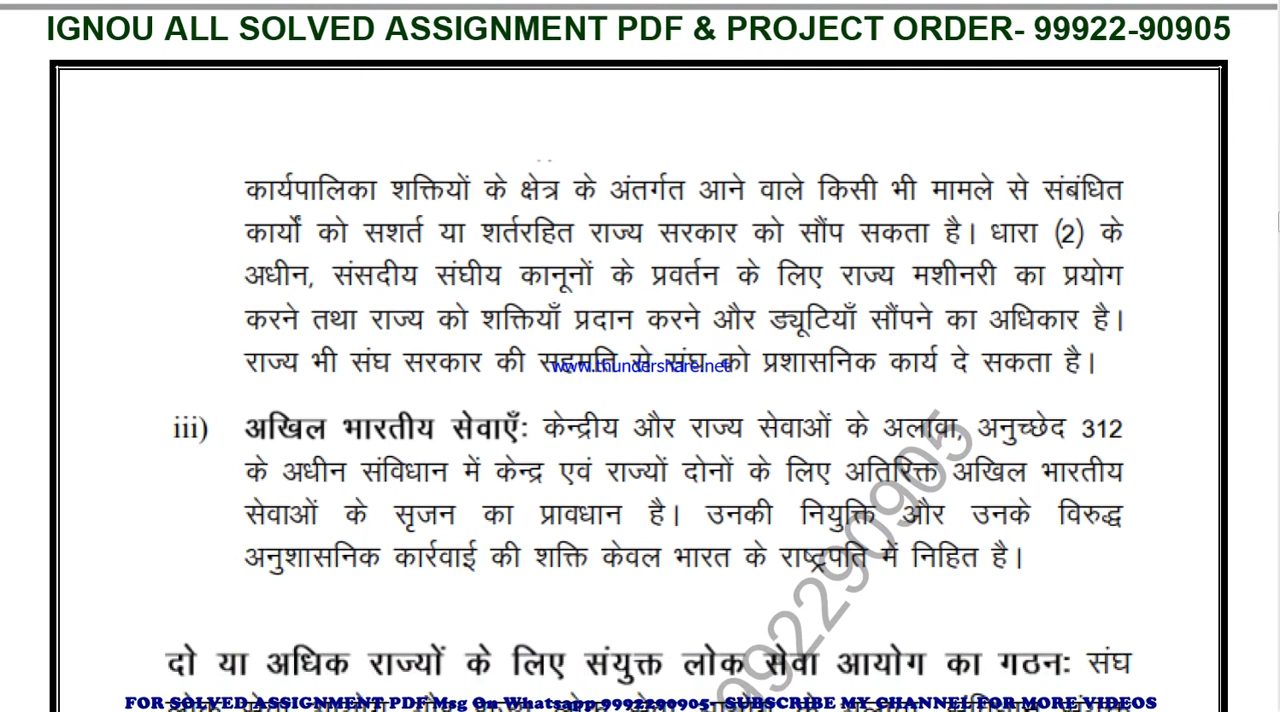 IGNOU ALL SOLVED ASSIGNMENT PDF & PROJECT ORDER- 99922-90905
कार्यपालिका शक्तियों के क्षेत्र के अंतर्गत आने वाले किसी भी मामले से संबंधित
कार्यों को सशर्त या शर्तरहित राज्य सरकार को सौंप सकता है। धारा (2) के
अधीन, संसदीय संघीय कानूनों के प्रवर्तन के लिए राज्य मशीनरी का प्रयोग
करने तथा राज्य को शक्तियाँ प्रदान करने और ड्यूटियाँ सौंपने का अधिकार है।
राज्य भी संघ सरकार की सहमति से संघ को प्रशासनिक कार्य दे सकता है।
www.thundershare.net
iii) अखिल भारतीय सेवाएँ: केन्द्रीय और राज्य सेवाओं के अलावा, अनुच्छेद 312
के अधीन संविधान में केन्द्र एवं राज्यों दोनों के लिए अतिरिक्त अखिल भारतीय
सेवाओं के सृजन का प्रावधान है। उनकी नियुक्ति और उनके विरुद्ध
अनुशासनिक कार्रवाई की शक्ति केवल भारत के राष्ट्रपति में निहित है।
9922990905
दो या अधिक राज्यों के लिए संयुक्त लोक सेवा आयोग का गठन: संघ
FOR SOLVED ASSIGNMENT PDF Msg On Whatsapp 9992290905- SUBSCRIBE MY CHANNEL FOR MORE VIDEOS